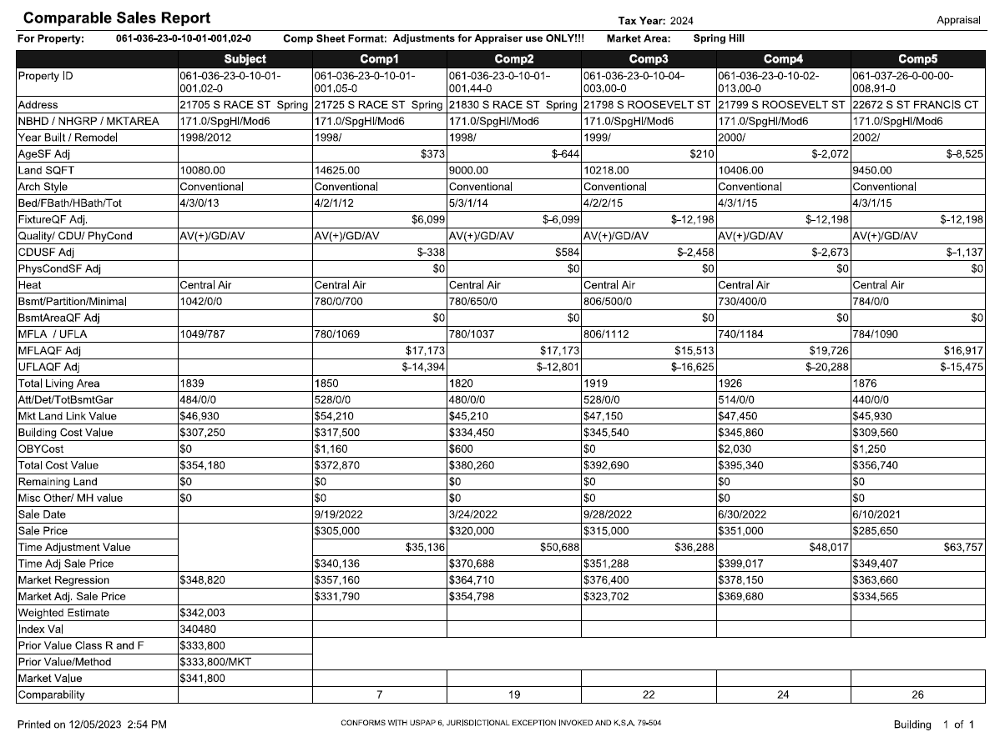 Comparable Sales Report Tax Year: 2024 Appraisal
For Property: 061-036-23-0-10-01-001.02-0 Comp Sheet Format: Adjustments for Appraiser use ONLY!!! Market Area: Spring Hill
Subject Comp1 Comp2 Comp3 Comp4 Comp5
Property ID 061-036-23-0-10-01- 061-036-23-0-10-01- 061-036-23-0-10-01- 061-036-23-0-10-04- 061-036-23-0-10-02- 061-037-26-0-00-00-
001.02-0 001.05-0 001.44-0 003.00-0 013.00-0 008.91-0
Address 21705 S RACE ST Spring 21725 S RACE ST Spring 21830 S RACE ST Spring 21798 S ROOSEVELT ST 21799 S ROOSEVELT ST 22672 S ST FRANCIS CT
NBHD / NHGRP / MKTAREA 171.0/SpgHl/Mod6 171.0/SpgHl/Mod6 171.0/SpgHl/Mod6 171.0/SpgHl/Mod6 171.0/SpgHl/Mod6 171.0/SpgHl/Mod6
Year Built / Remodel 1998/2012 1998/ 1998/ 1999/ 2000/ 2002/
AgeSF Adj $373 $-644 $210 $-2,072 $-8,525
Land SQFT 10080.00 14625.00 9000.00 10218.00 10406.00 9450.00
Arch Style Conventional Conventional Conventional Conventional Conventional Conventional
Bed/FBath/HBath/Tot 4/3/0/13 4/2/1/12 5/3/1/14 4/2/2/15 4/3/1/15 4/3/1/15
FixtureQF Adj. $6,099 $-6,099 $-12,198 $-12,198 $-12,198
Quality/ CDU/ PhyCond AV(+)/GD/AV AV(+)/GD/AV AV(+)/GD/AV AV(+)/GD/AV AV(+)/GD/AV AV(+)/GD/AV
CDUSF Adj $-338 $584 $-2,458 $-2,673 $-1,137
PhysCondSF Adj $0 $0 $0 $0 $0
Heat Central Air Central Air Central Air Central Air Central Air Central Air
Bsmt/Partition/Minimal 1042/0/0 780/0/700 780/650/0 806/500/0 730/400/0 784/0/0
BsmtAreaQF Adj $0 $0 $0 $0 $0
MFLA / UFLA 1049/787 780/1069 780/1037 806/1112 740/1184 784/1090
MFLAQF Adj $17,173 $17,173 $15,513 $19,726 $16,917
UFLAQF Adj $-14,394 $-12,801 $-16,625 $-20,288 $-15,475
Total Living Area 1839 1850 1820 1919 1926 1876
Att/Det/TotBsmtGar 484/0/0 528/0/0 480/0/0 528/0/0 514/0/0 440/0/0
Mkt Land Link Value $46,930 $54,210 $45,210 $47,150 $47,450 $45,930
Building Cost Value $307,250 $317,500 $334,450 $345,540 $345,860 $309,560
OBYCost $0 $1,160 $600 $0 $2,030 $1,250
Total Cost Value $354,180 $372,870 $380,260 $392,690 $395,340 $356,740
Remaining Land $0 $0 $0 $0 $0 $0
Misc Other/ MH value $0 $0 $0 $0 $0 $0
Sale Date 9/19/2022 3/24/2022 9/28/2022 6/30/2022 6/10/2021
Sale Price $305,000 $320,000 $315,000 $351,000 $285,650
Time Adjustment Value $35,136 $50,688 $36,288 $48,017 $63,757
Time Adj Sale Price $340,136 $370,688 $351,288 $399,017 $349,407
Market Regression $348,820 $357,160 $364,710 $376,400 $378,150 $363,660
Market Adj. Sale Price $331,790 $354,798 $323,702 $369,680 $334,565
Weighted Estimate $342,003
Index Val 340480
Prior Value Class R and F $333,800
Prior Value/Method $333,800/MKT
Market Value $341,800
Comparability 7 19 22 24 26
Printed on 12/05/2023 2:54 PM CONFORMS WITH USPAP 6, JURISDICTIONAL EXCEPTION INVOKED AND K.S.A. 79-504 Building 1 of 1